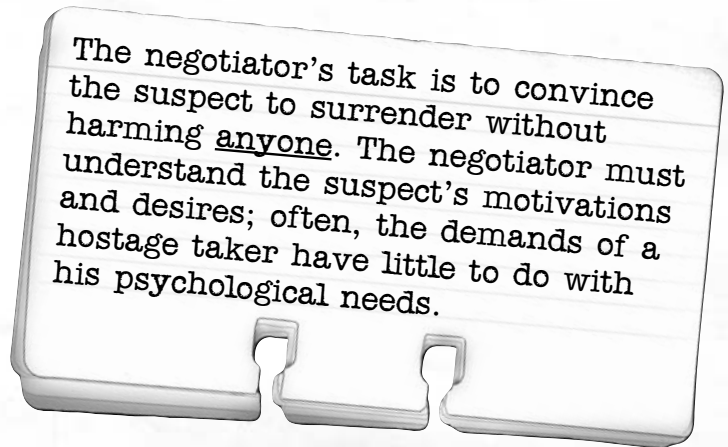 The negotiator's task is to convince
the suspect to surrender without
harming anyone. The negotiator must
understand the suspect's motivations
and desires; often, the demands of a
hostage taker have little to do with
his psychological needs.